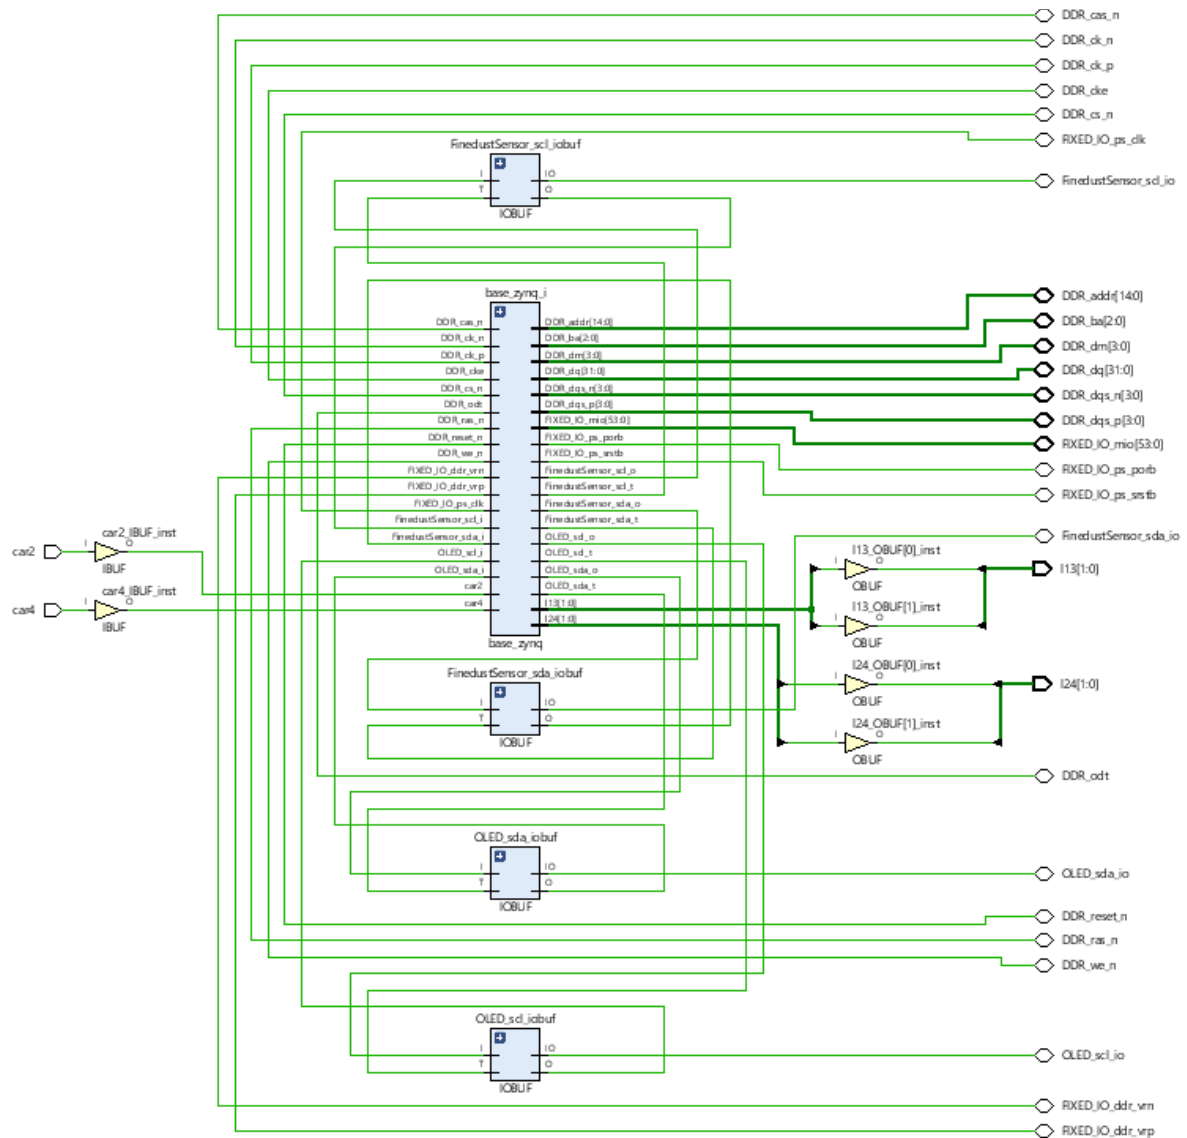 DDR_cas_n
DDR_ck_n
DDR_ck_p
DDR_cke
DDR_cs_n
FIXED_IO_ps_clk
FinedustSensor_scl_iobuf
I
T
IO
O
IOBUF
FinedustSensor_scl_io
base_zynq_i
DDR_cas_n
DDR_ck_n
DDR_ck_p
DDR_cke
DDR_cs_n
DDR_odt
DDR_ras_n
DDR_reset_n
DDR_we_n
FIXED_IO_ddr_vrn
FIXED_IO_ddr_vrp
FIXED_IO_ps_clk
FinedustSensor_scl_i
FinedustSensor_sda_i
OLED_scl_i
OLED_sda_i
car2
car4
DDR_addr[14:0]
DDR_ba[2:0]
DDR_dm[3:0]
DDR_dq[31:0]
DDR_dqs_n[3:0]
DDR_dqs_p[3:0]
FIXED_IO_mio[53:0]
FIXED_IO_ps_porb
FIXED_IO_ps_srstb
FinedustSensor_scl_o
FinedustSensor_scl_t
FinedustSensor_sda_o
FinedustSensor_sda_t
OLED_scl_o
OLED_scl_t
OLED_sda_o
OLED_sda_t
I13[1:0]
I24[1:0]
base_zynq
DDR_addr[14:0]
DDR_ba[2:0]
DDR_dm[3:0]
DDR_dq[31:0]
DDR_dqs_n[3:0]
DDR_dqs_p[3:0]
FIXED_IO_mio[53:0]
FIXED_IO_ps_porb
FIXED_IO_ps_srstb
FinedustSensor_sda_io
car2
car2_IBUF_inst
I
O
IBUF
car4
car4_IBUF_inst
I
O
IBUF
I13_OBUF[0]_inst
I
O
OBUF
I13[1:0]
I13_OBUF[1]_inst
I
O
OBUF
I24_OBUF[0]_inst
I
O
OBUF
I24[1:0]
I24_OBUF[1]_inst
I
O
OBUF
FinedustSensor_sda_iobuf
I
T
IO
O
IOBUF
DDR_odt
OLED_sda_iobuf
I
T
IO
O
IOBUF
OLED_sda_io
DDR_reset_n
DDR_ras_n
DDR_we_n
OLED_scl_iobuf
I
T
IO
O
IOBUF
OLED_scl_io
FIXED_IO_ddr_vrn
FIXED_IO_ddr_vrp